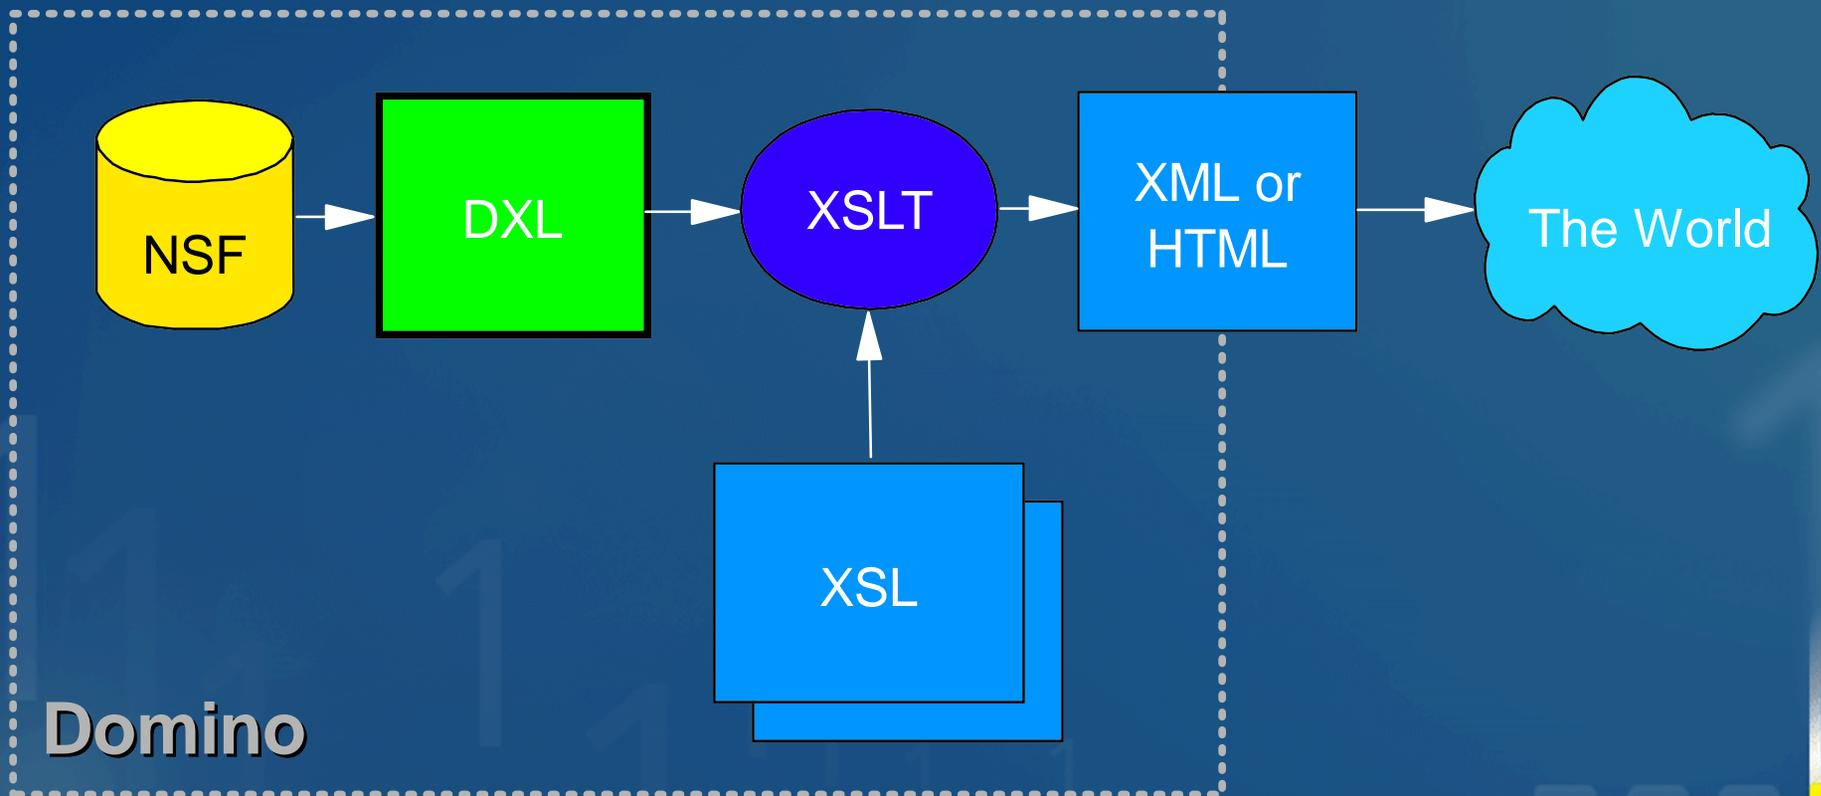 NSF
DXL
XSLT
XML or
HTML
The World
XSL
Domino